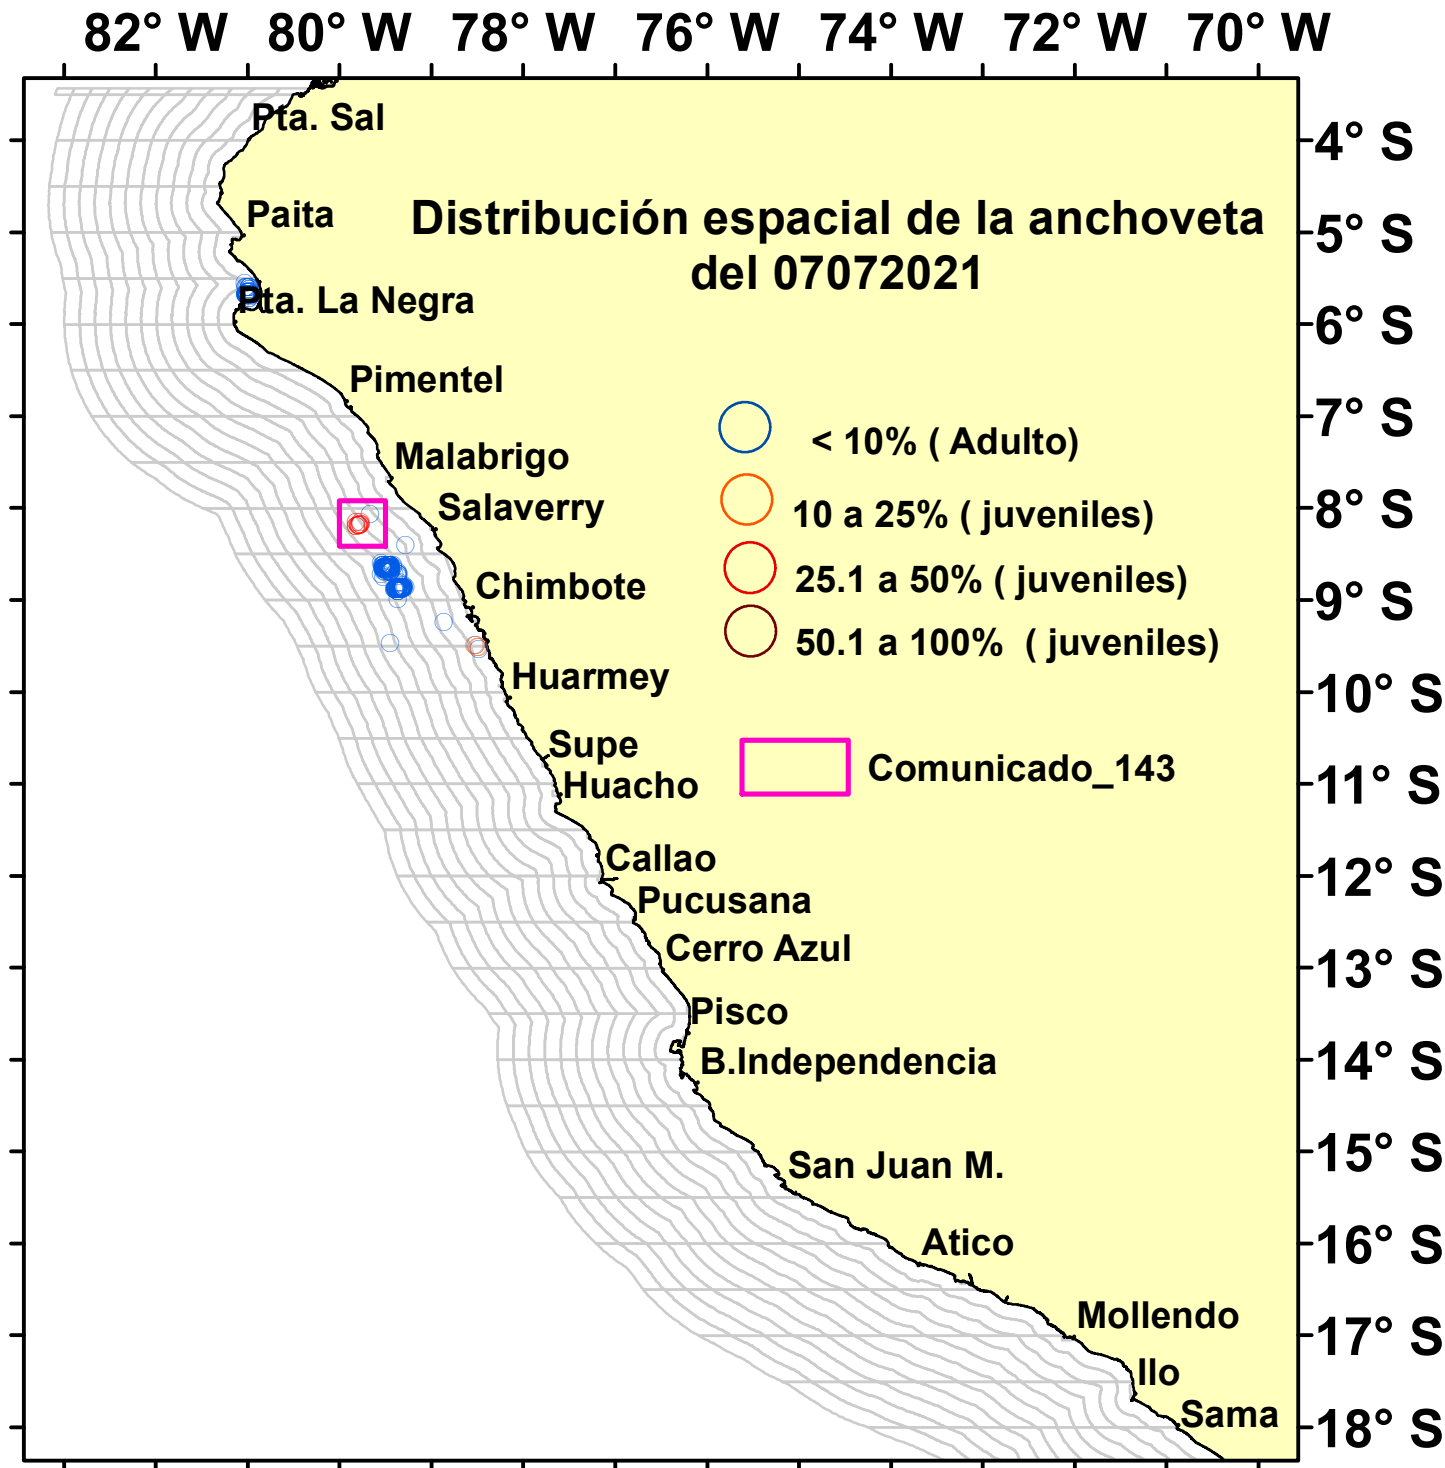 82° W 80° W 78° W 76° W 74° W 72° W 70° W
Pta. Sal
4° S
Paita
Distribución espacial de la anchoveta
5° S
del 07072021
Pta. La Negra
6° S
Pimentel
7° S
< 10% ( Adulto)
Malabrigo
Salaverry
8° S
10 a 25% ( juveniles)
25.1 a 50% ( juveniles)
Chimbote
9° S
50.1 a 100% ( juveniles)
Huarmey
10° S
Supe
Comunicado_143
Huacho
11° S
Callao
12° S
Pucusana
Cerro Azul
13° S
Pisco
B.Independencia
14° S
San Juan M.
15° S
Atico
16° S
Mollendo
17° S
Ilo
Sama
18° S